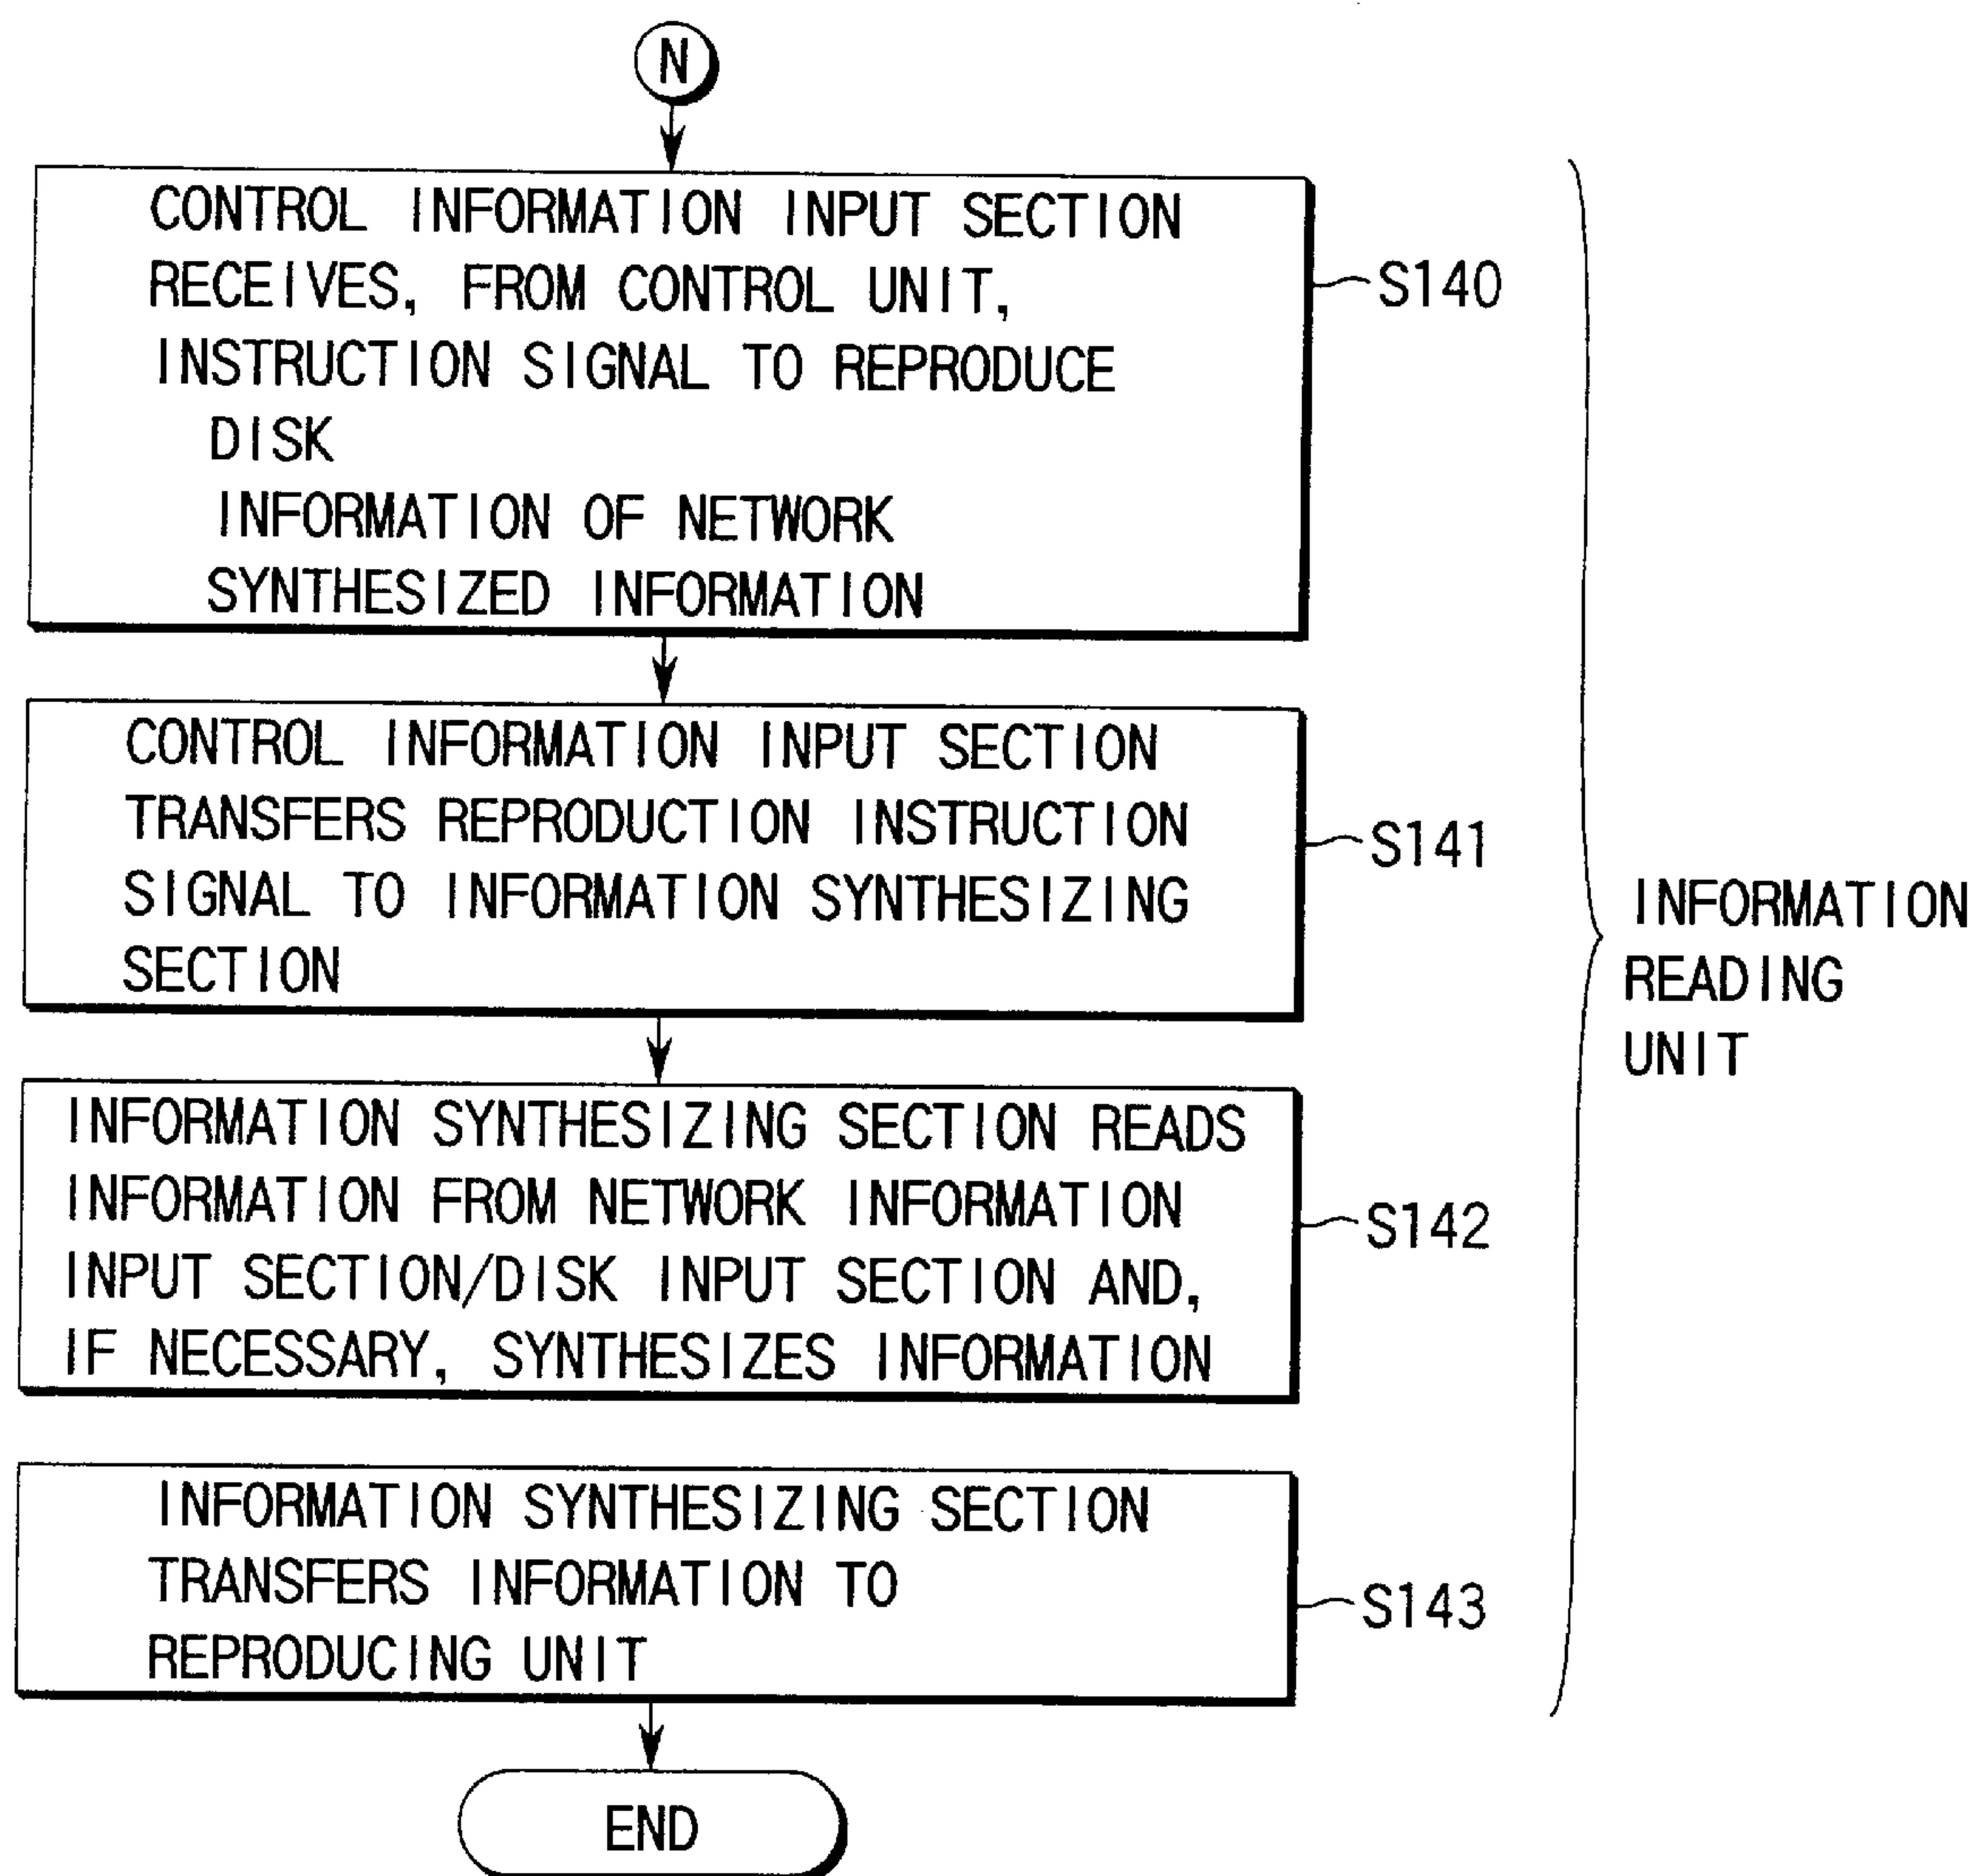 N
CONTROL INFORMATION INPUT SECTION
RECEIVES, FROM CONTROL UNIT,
INSTRUCTION SIGNAL TO REPRODUCE
DISK
INFORMATION OF NETWORK
SYNTHESIZED INFORMATION
S140
CONTROL INFORMATION INPUT SECTION
TRANSFERS REPRODUCTION INSTRUCTION
SIGNAL TO INFORMATION SYNTHESIZING
SECTION
S141
INFORMATION SYNTHESIZING SECTION READS
INFORMATION FROM NETWORK INFORMATION
INPUT SECTION/DISK INPUT SECTION AND,
IF NECESSARY, SYNTHESIZES INFORMATION
S142
INFORMATION SYNTHESIZING SECTION
TRANSFERS INFORMATION TO
REPRODUCING UNIT
S143
INFORMATION
READING
UNIT
END